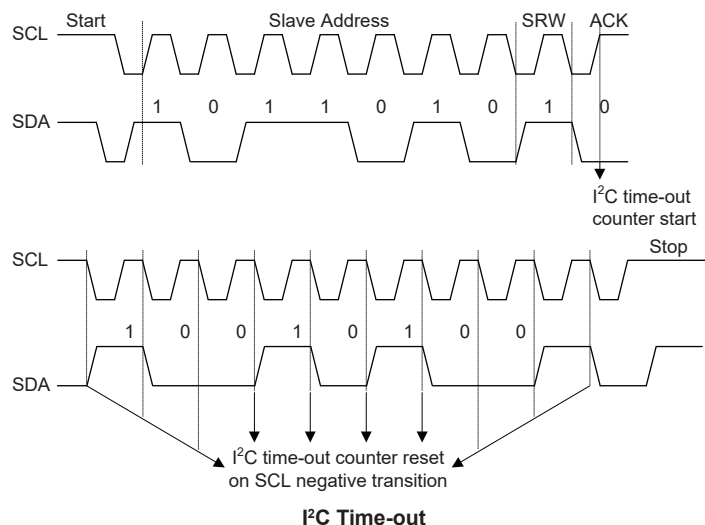 Start Slave Address SRW ACK
SCL
1 0 1 1 0 1 0 1 0
SDA
I²C time-out
counter start
Stop
SCL
1 0 0 1 0 1 0 0
SDA
I²C time-out counter reset
on SCL negative transition
I²C Time-out